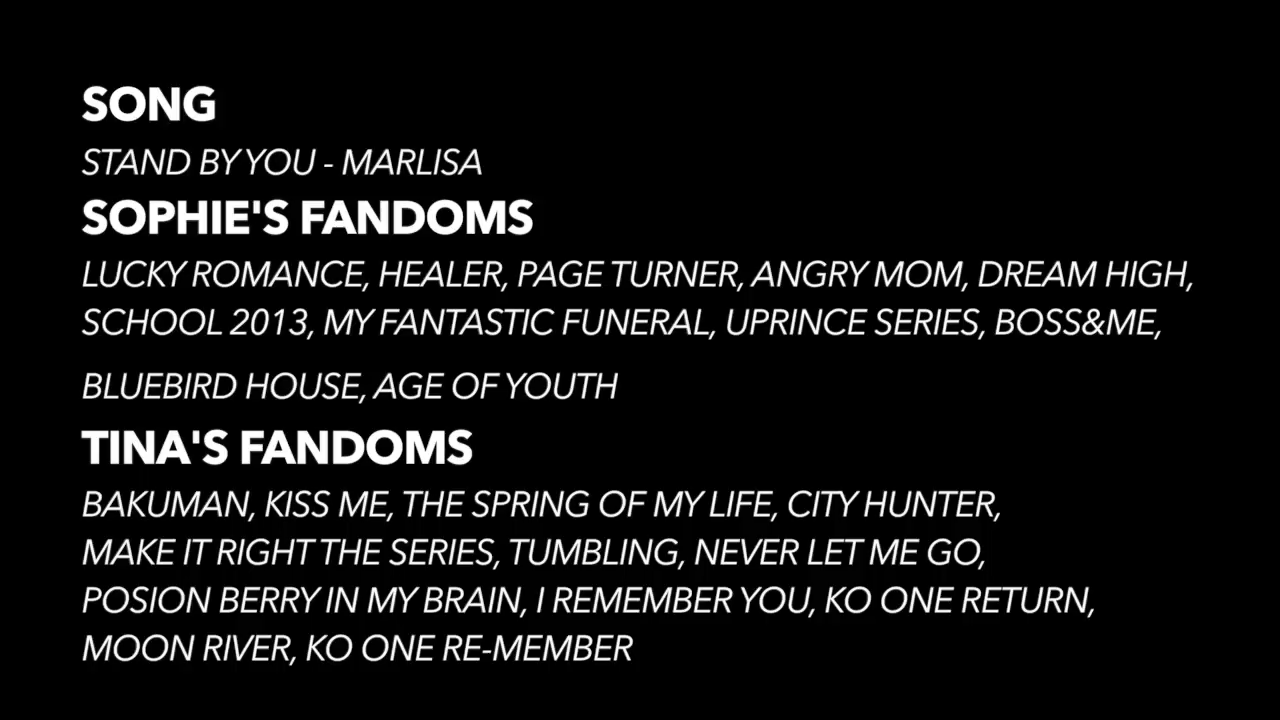 SONG
STAND BY YOU - MARLISA
SOPHIE'S FANDOMS
LUCKY ROMANCE, HEALER, PAGE TURNER, ANGRY MOM, DREAM HIGH,
SCHOOL 2013, MY FANTASTIC FUNERAL, UPRINCE SERIES, BOSS&ME,
BLUEBIRD HOUSE, AGE OF YOUTH
TINA'S FANDOMS
BAKUMAN, KISS ME, THE SPRING OF MY LIFE, CITY HUNTER,
MAKE IT RIGHT THE SERIES, TUMBLING, NEVER LET ME GO,
POSION BERRY IN MY BRAIN, I REMEMBER YOU, KO ONE RETURN,
MOON RIVER, KO ONE RE-MEMBER